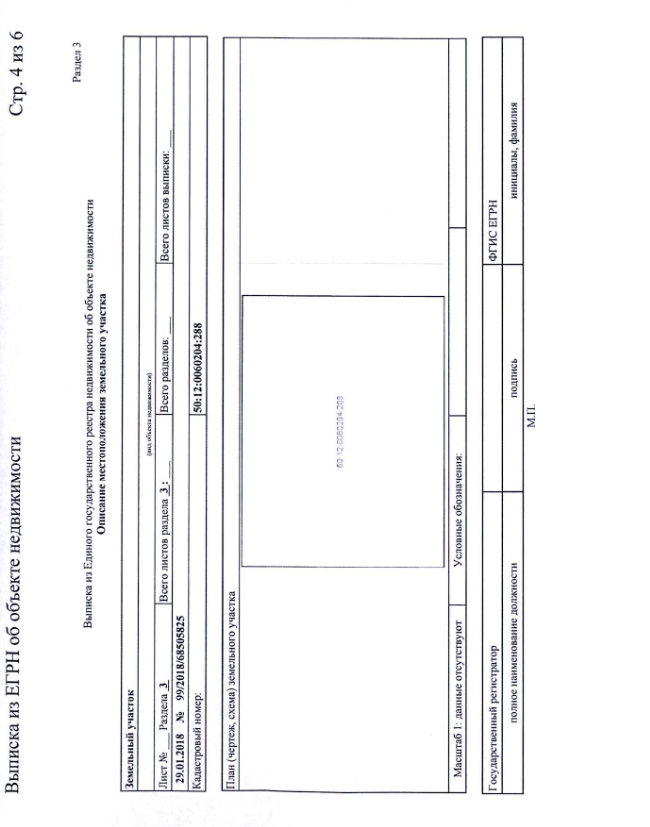 Выписка из ЕГРН об объекте недвижимости Стр. 4 из 6
Раздел 3
Выписка из Единого государственного реестра недвижимости об объекте недвижимости
Описание местоположения земельного участка
Земельный участок
(вид объекта недвижимости)
Лист № ___ Раздела 3 Всего листов раздела 3 : ___ Всего разделов: ___ Всего листов выписки: ___
29.01.2018 № 99/2018/68505825
Кадастровый номер: 50:12:0060204:288
План (чертеж, схема) земельного участка
50:12:0060204:288
Масштаб 1: данные отсутствуют Условные обозначения:
Государственный регистратор ФГИС ЕГРН
полное наименование должности подпись инициалы, фамилия
М.П.